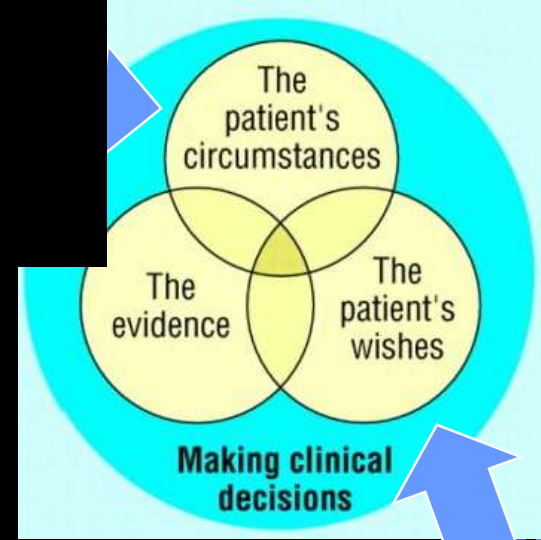 The
patient's
circumstances
The
evidence
The
patient's
wishes
Making clinical
decisions